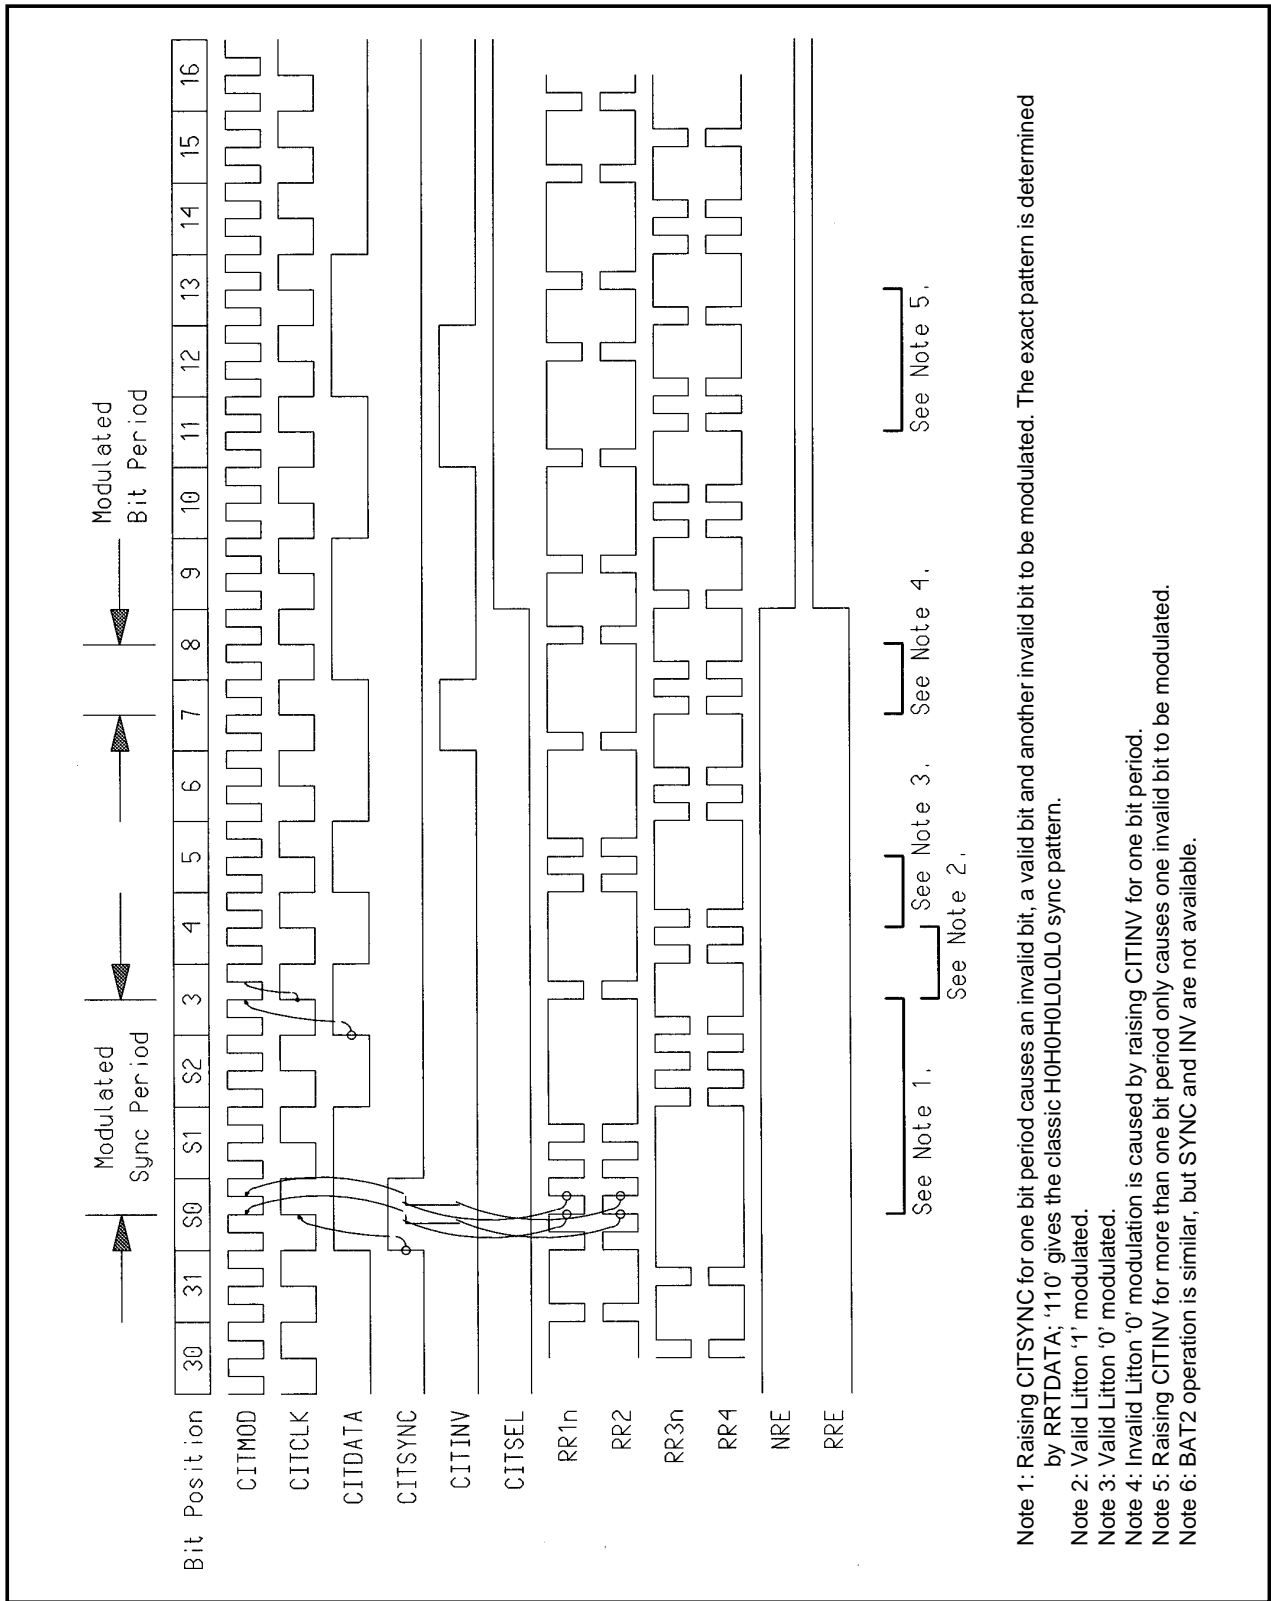 Modulated
Sync Period
Modulated
Bit Period
Bit Position 30 31 S0 S1 S2 3 4 5 6 7 8 9 10 11 12 13 14 15 16
CITMOD
CITCLK
CITDATA
CITSYNC
CITINV
CITSEL
RR1n
RR2
RR3n
RR4
NRE
RRE
See Note 1.
See Note 2.
See Note 3.
See Note 4.
See Note 5.
Note 1: Raising CITSYNC for one bit period causes an invalid bit, a valid bit and another invalid bit to be modulated. The exact pattern is determined
by RRTDATA; ‘110’ gives the classic H0H0H0L0L0L0 sync pattern.
Note 2: Valid Litton ‘1’ modulated.
Note 3: Valid Litton ‘0’ modulated.
Note 4: Invalid Litton ‘0’ modulation is caused by raising CITINV for one bit period.
Note 5: Raising CITINV for more than one bit period only causes one invalid bit to be modulated.
Note 6: BAT2 operation is similar, but SYNC and INV are not available.